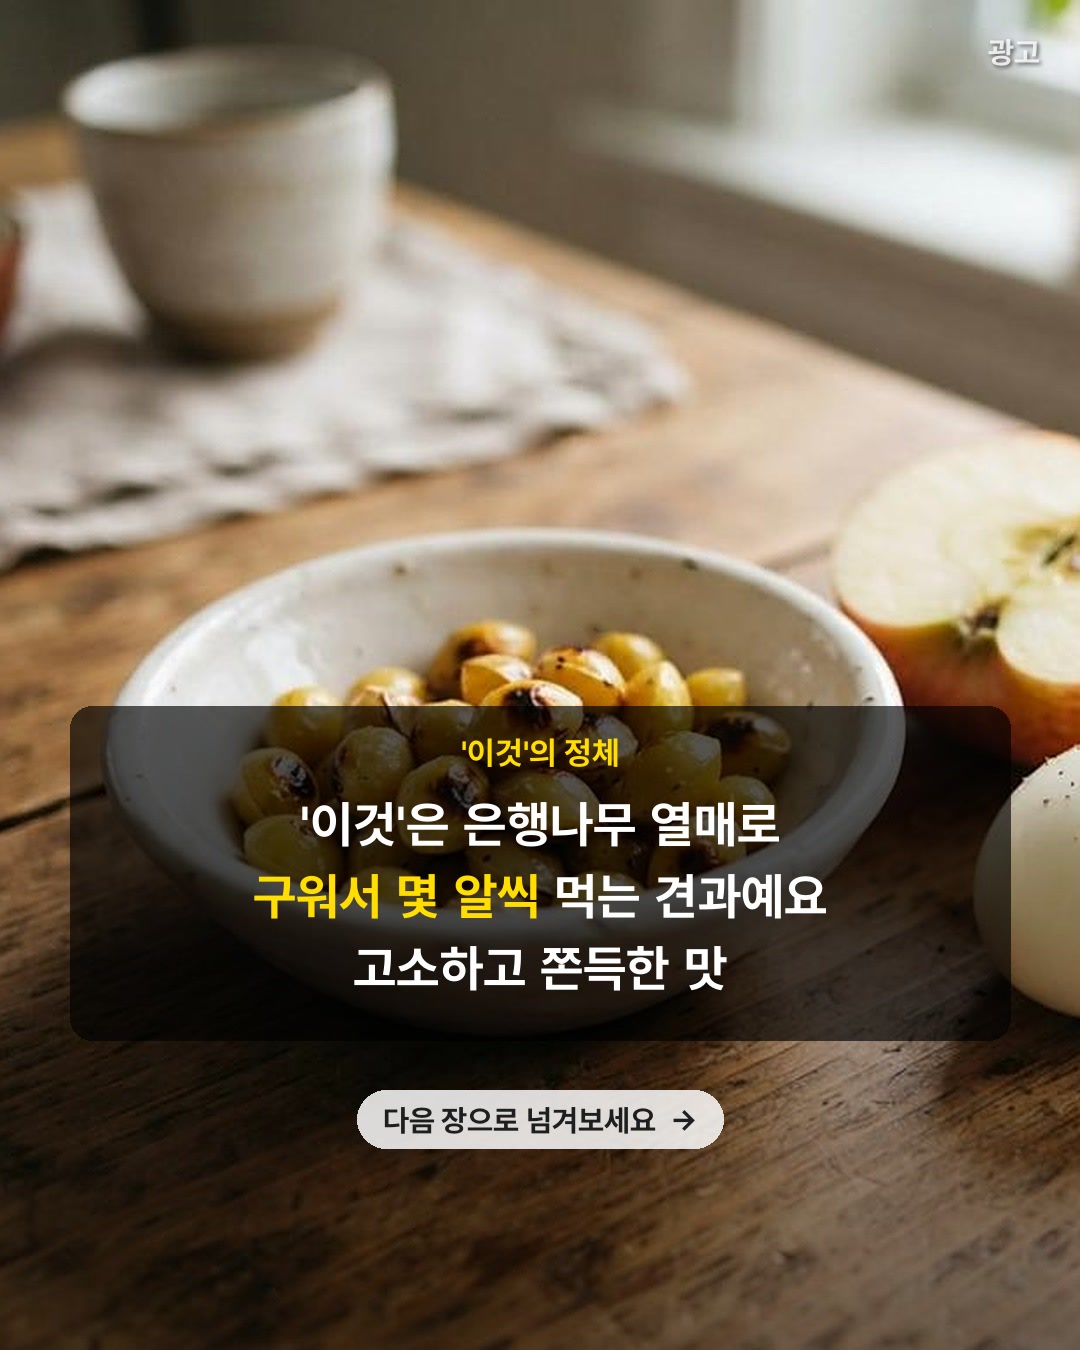 광고
'이것'의 정체
'이것'은 은행나무 열매로
구워서 몇 알씩 먹는 견과예요
고소하고 쫀득한 맛
다음 장으로 넘겨보세요 →